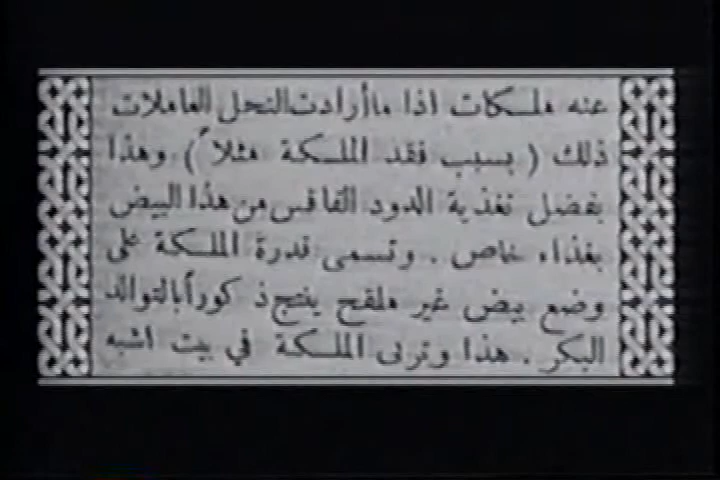 عنه ملكات اذا ما أرادت النحل العاملات
ذلك ( بسبب فقد الملكة مثلاً ) وهذا
بفضل تغذية الدود الفاقس من هذا البيض
بغذاء خاص . وتسمى قدرة الملكة على
وضع بيض غير ملقح ينتج ذكوراً بالتوالد
البكر . هذا وتربى الملكة في بيت اشبه